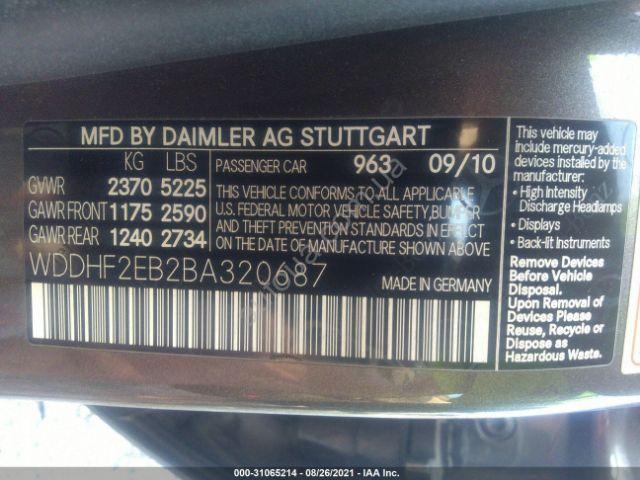 MFD BY DAIMLER AG STUTTGART
KG LBS
GVWR 2370 5225
GAWR FRONT 1175 2590
GAWR REAR 1240 2734
PASSENGER CAR 963 09/10
THIS VEHICLE CONFORMS TO ALL APPLICABLE
U.S. FEDERAL MOTOR VEHICLE SAFETY, BUMPER
AND THEFT PREVENTION STANDARDS IN EFFECT
ON THE DATE OF MANUFACTURE SHOWN ABOVE
WDDHF2EB2BA320687
MADE IN GERMANY
This vehicle may
include mercury-added
devices installed by the
manufacturer:
• High Intensity
Discharge Headlamps
• Displays
• Back-lit Instruments
Remove Devices
Before Vehicle
Disposal.
Upon Removal of
Devices Please
Reuse, Recycle or
Dispose as
Hazardous Waste.
000-31065214 - 08/26/2021 - IAA Inc.